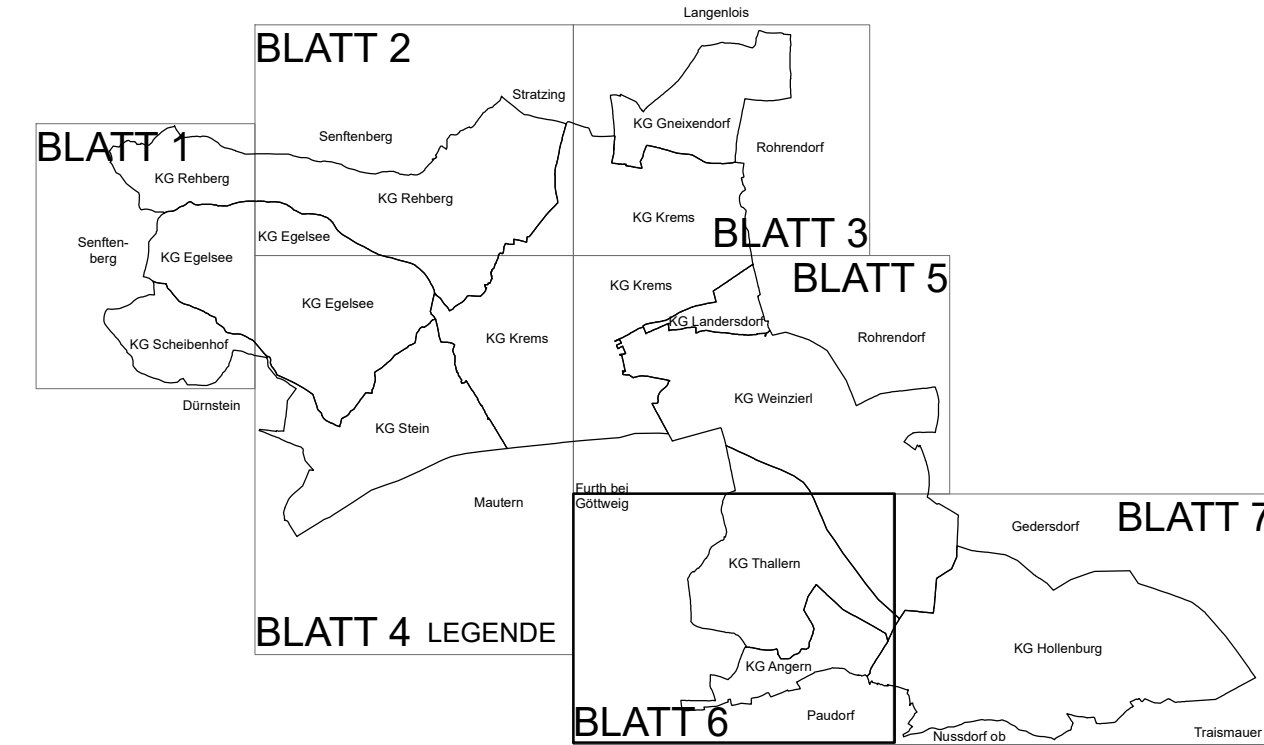 Langenlois
BLATT 2
Stratzing
KG Gneixendorf
Senftenberg
BLATT 1
Rohrendorf
KG Rehberg
KG Rehberg
KG Krems
BLATT 3
KG Egelsee
Senften-
berg
KG Egelsee
BLATT 5
KG Krems
KG Egelsee
KG Landersdorf
KG Krems
Rohrendorf
KG Scheibenhof
KG Weinzierl
Dürnstein
KG Stein
Furth bei
Göttweig
Mautern
BLATT 7
Gedersdorf
KG Thallern
BLATT 4
LEGENDE
KG Hollenburg
KG Angern
BLATT 6
Paudorf
Nussdorf ob
Traismauer